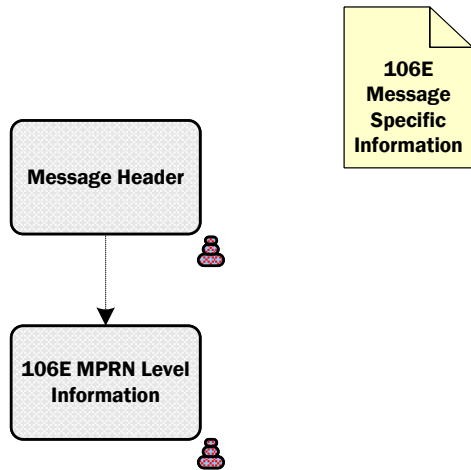 106E
Message
Specific
Information
Message Header
106E MPRN Level
Information